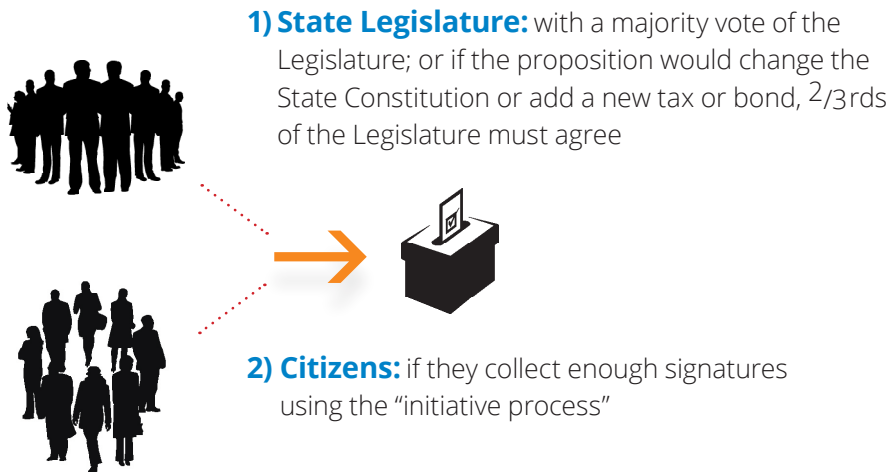 1) State Legislature: with a majority vote of the
Legislature; or if the proposition would change the
State Constitution or add a new tax or bond, 2/3rds
of the Legislature must agree
2) Citizens: if they collect enough signatures
using the “initiative process”